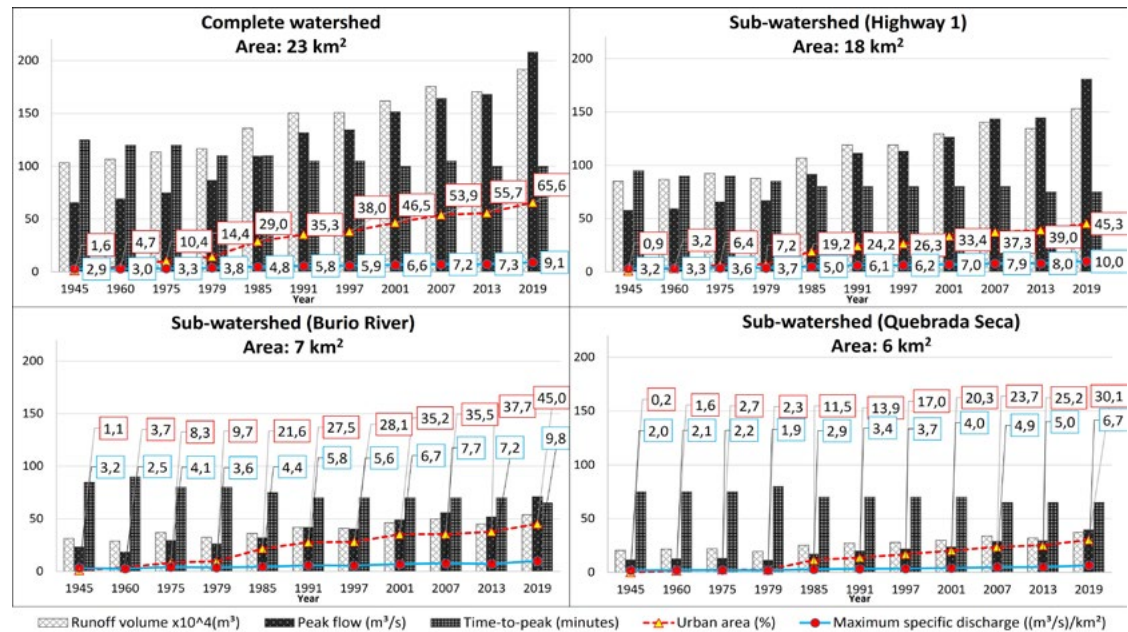 Complete watershed
Area: 23 km²
200
150
100
50
0
1,6 4,7 10,4 14,4 29,0 35,3 38,0 46,5 53,9 55,7 65,6
2,9 3,0 3,3 3,8 4,8 5,8 5,9 6,6 7,2 7,3 9,1
1945 1960 1975 1979 1985 1991 1997 2001 2007 2013 2019
Year
Sub-watershed (Highway 1)
Area: 18 km²
200
150
100
50
0
0,9 3,2 6,4 7,2 19,2 24,2 26,3 33,4 37,3 39,0 45,3
3,2 3,3 3,6 3,7 5,0 6,1 6,2 7,0 7,9 8,0 10,0
1945 1960 1975 1979 1985 1991 1997 2001 2007 2013 2019
Year
Sub-watershed (Burio River)
Area: 7 km²
200
150
100
50
0
1,1 3,7 8,3 9,7 21,6 27,5 28,1 35,2 35,5 37,7 45,0
3,2 2,5 4,1 3,6 4,4 5,8 5,6 6,7 7,7 7,2 9,8
1945 1960 1975 1979 1985 1991 1997 2001 2007 2013 2019
Year
Sub-watershed (Quebrada Seca)
Area: 6 km²
200
150
100
50
0
0,2 1,6 2,7 2,3 11,5 13,9 17,0 20,3 23,7 25,2 30,1
2,0 2,1 2,2 1,9 2,9 3,4 3,7 4,0 4,9 5,0 6,7
1945 1960 1975 1979 1985 1991 1997 2001 2007 2013 2019
Year
Runoff volume x10^4(m³) Peak flow (m³/s) Time-to-peak (minutes) Urban area (%) Maximum specific discharge ((m³/s)/km²)